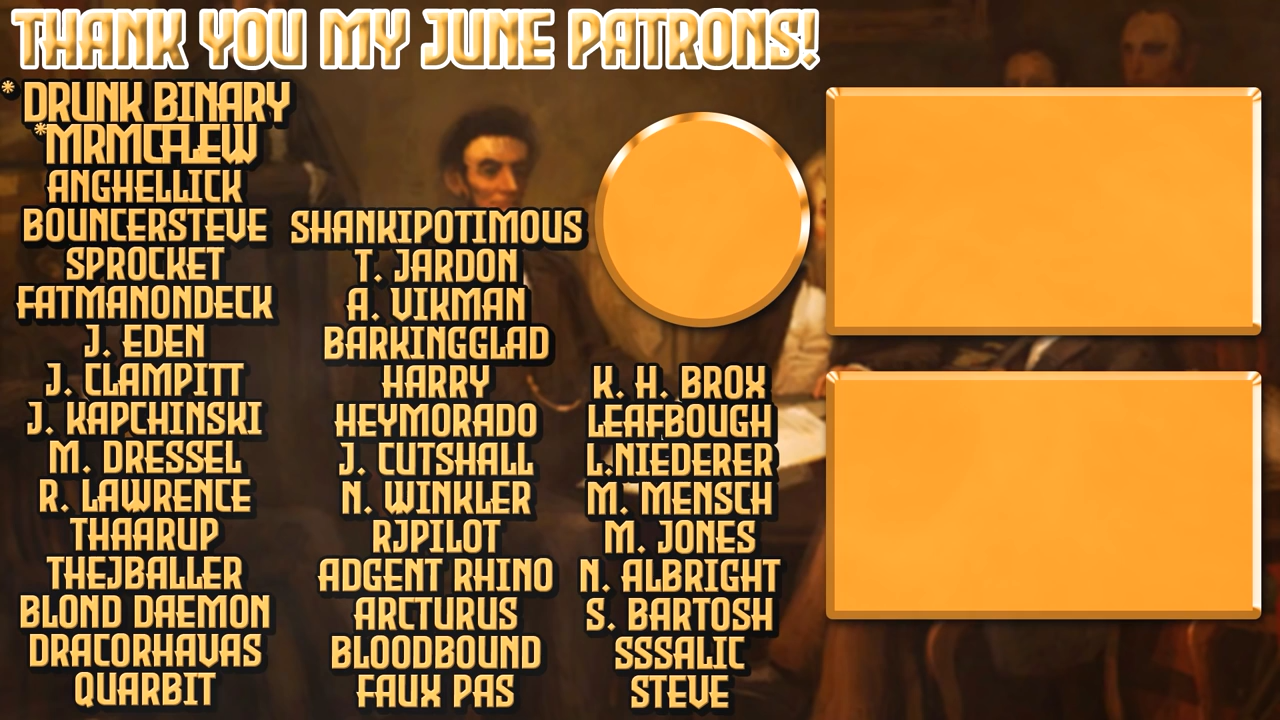 THANK YOU MY JUNE PATRONS!
* DRUNK BINARY
*MRMCFLEW
ANGHELLICK
BOUNCERSTEVE
SPROCKET
FATMANONDECK
J. EDEN
J. CLAMPITT
J. KAPCHINSKI
M. DRESSEL
R. LAWRENCE
THAARUP
THEJBALLER
BLOND DAEMON
DRACORHAVAS
QUARBIT
SHANKIPOTIMOUS
T. JARDON
A. VIKMAN
BARKINGGLAD
HARRY
HEYMORADO
J. CUTSHALL
N. WINKLER
RJPILOT
ADGENT RHINO
ARCTURUS
BLOODBOUND
FAUX PAS
K. H. BROX
LEAFBOUGH
L.NIEDERER
M. MENSCH
M. JONES
N. ALBRIGHT
S. BARTOSH
SSSALIC
STEVE